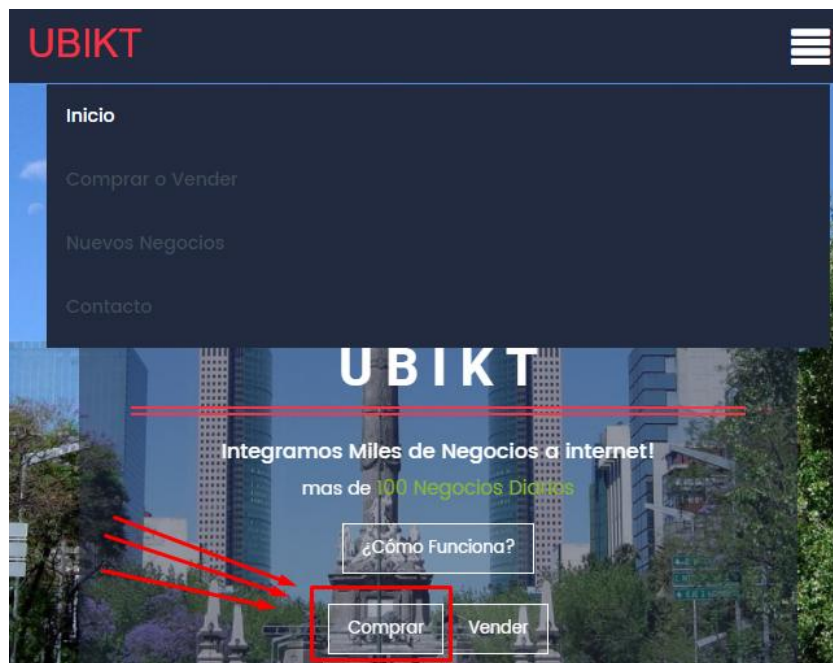 UBIKT
Inicio
Comprar o Vender
Nuevos Negocios
Contacto
UBIKT
Integramos Miles de Negocios a internet!
mas de 100 Negocios Diarios
¿Cómo Funciona?
Comprar Vender